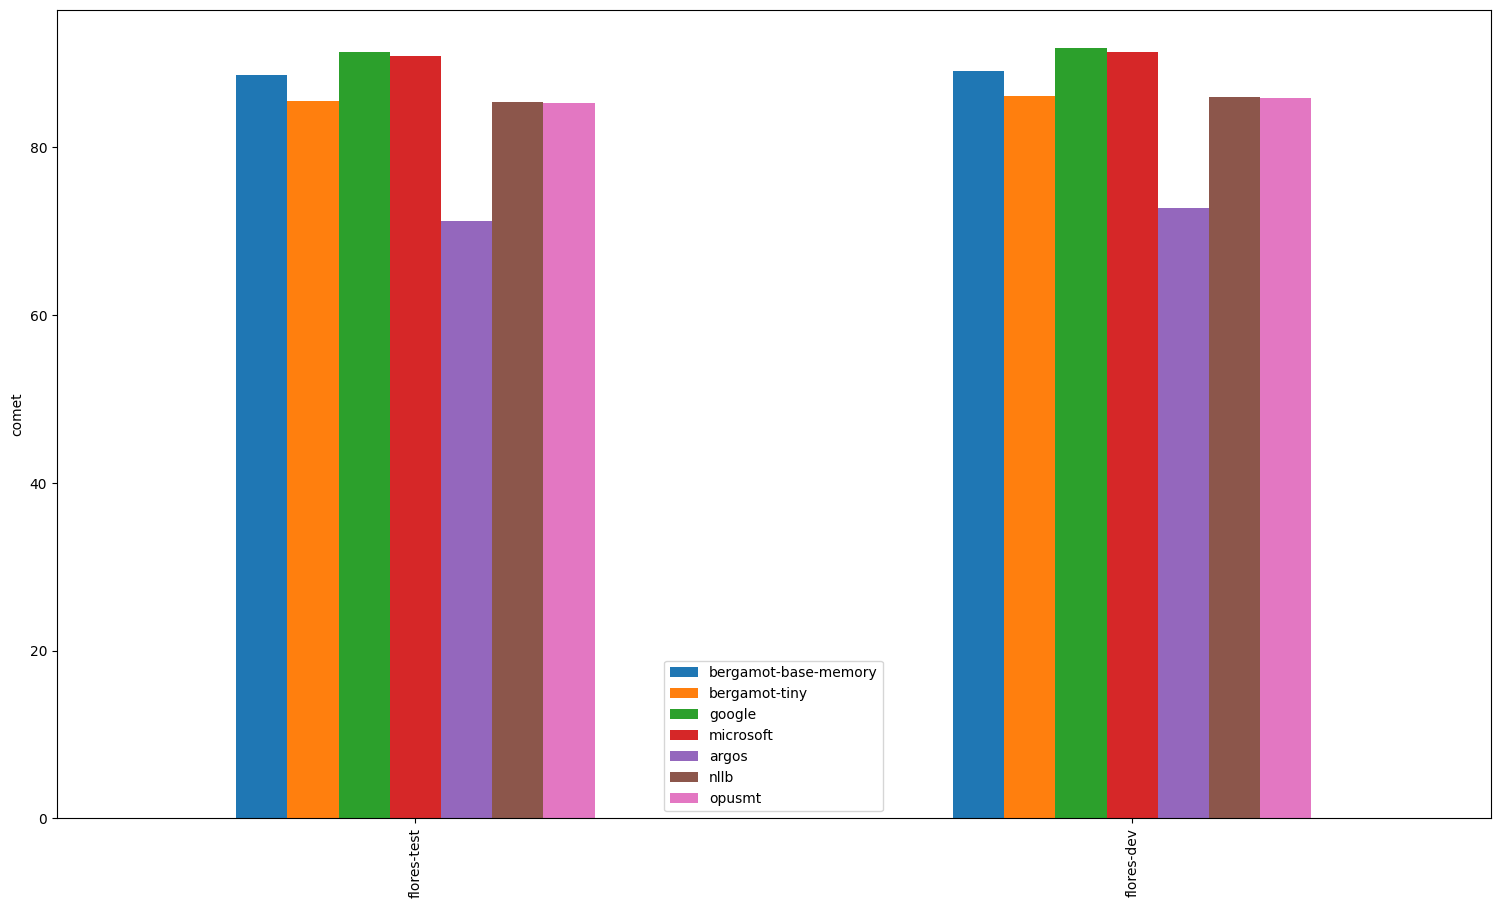 comet
80
60
40
20
0
bergamot-base-memory
bergamot-tiny
google
microsoft
argos
nllb
opusmt
flores-test
flores-dev